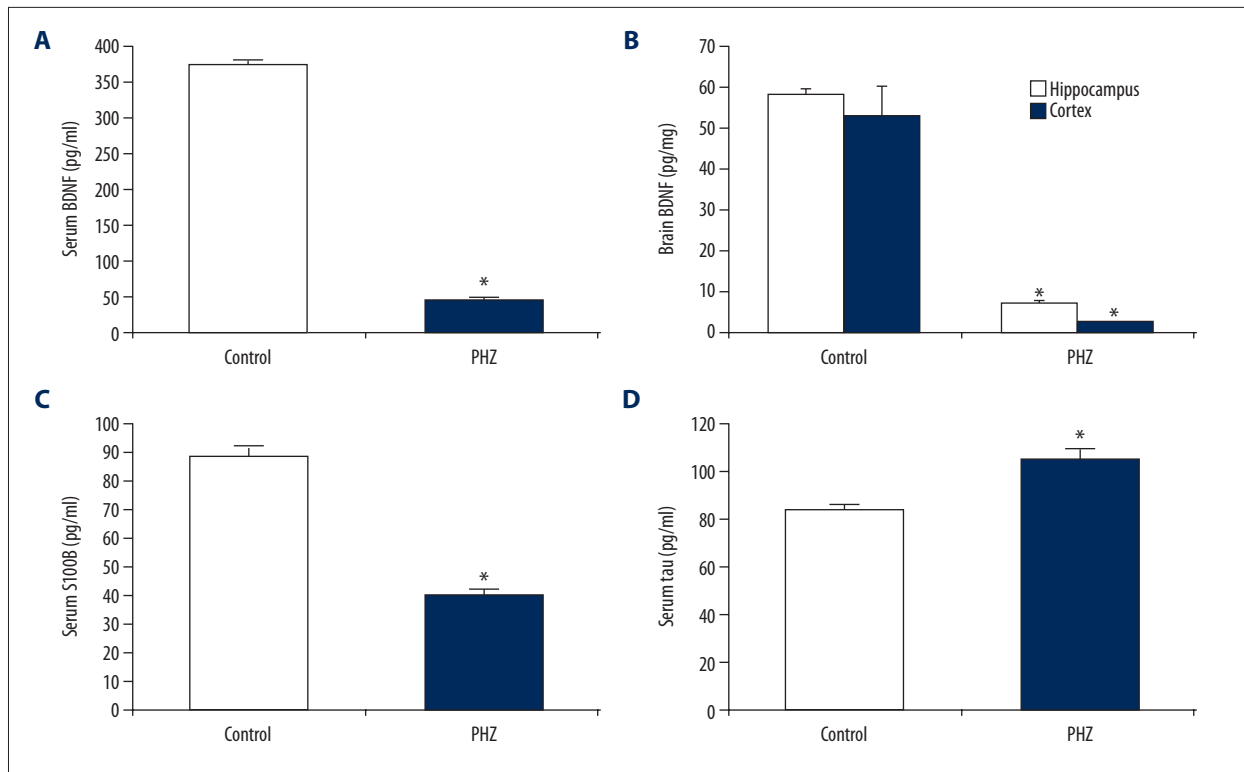 A
Serum BDNF (pg/ml)
400
350
300
250
200
150
100
50
0
*
Control
PHZ
B
Brain BDNF (pg/mg)
70
60
50
40
30
20
10
0
Hippocampus
Cortex
*
*
Control
PHZ
C
Serum S100B (pg/ml)
100
90
80
70
60
50
40
30
20
10
0
*
Control
PHZ
D
Serum tau (pg/ml)
120
100
80
60
40
20
0
*
Control
PHZ